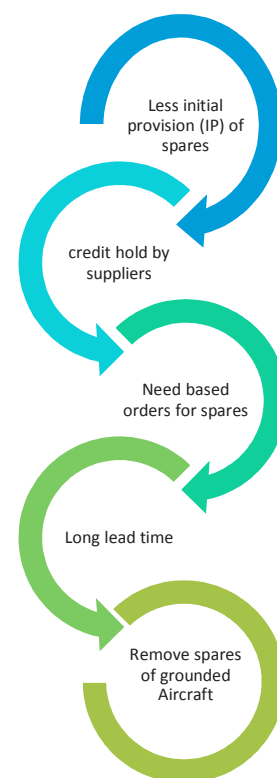 Less initial
provision (IP) of
spares
credit hold by
suppliers
Need based
orders for spares
Long lead time
Remove spares
of grounded
Aircraft